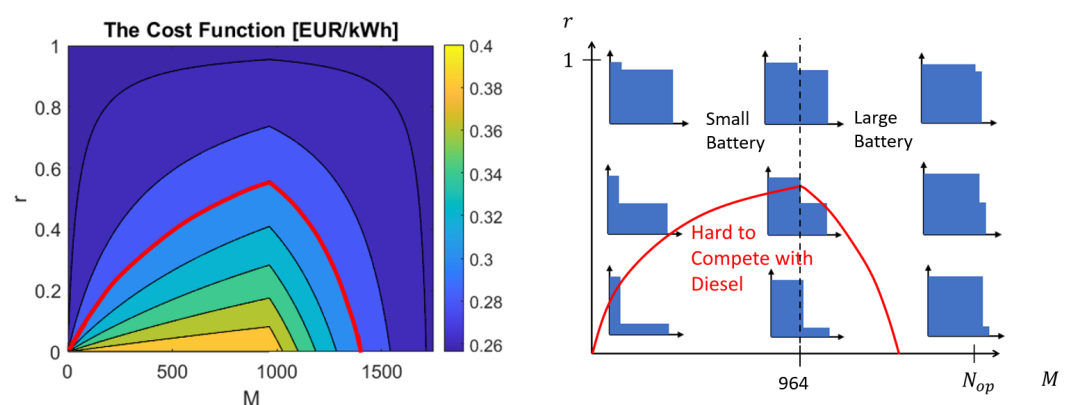 The Cost Function [EUR/kWh]
1
0.8
0.6
0.4
0.2
0
r
0
500
1000
1500
M
0.4
0.38
0.36
0.34
0.32
0.3
0.28
0.26
r
1
Small
Battery
Large
Battery
Hard to
Compete with
Diesel
964
N_op
M